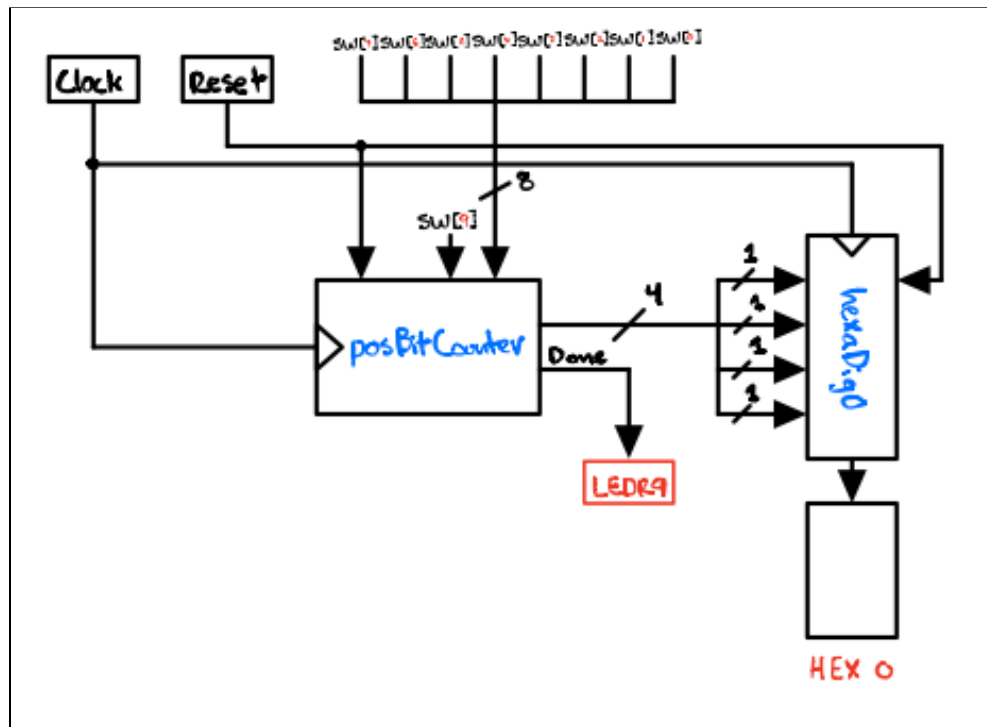 SW[7]SW[6]SW[5]SW[4]SW[3]SW[2]SW[1]SW[0]
Clock Reset
8
SW[9]
1
4
posBitCounter
1
hexaDig0
Done
1
1
LEDR9
HEX 0